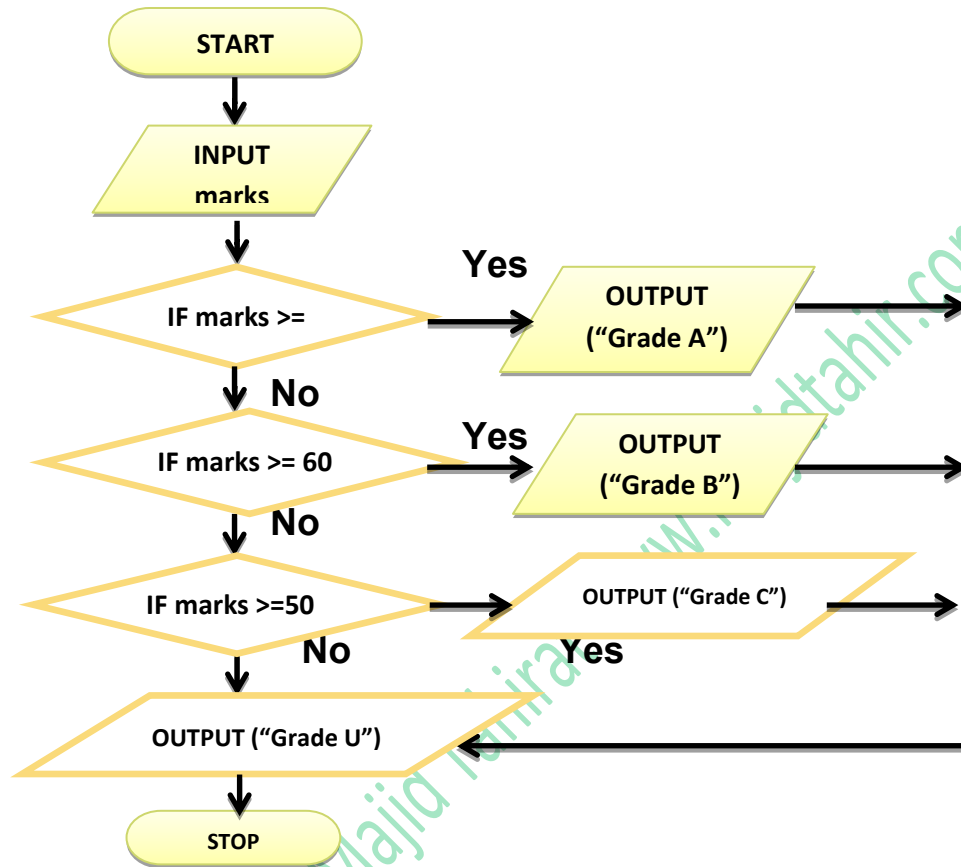 START
INPUT
marks
Yes
IF marks >=
OUTPUT
(“Grade A”)
No
Yes
IF marks >= 60
OUTPUT
(“Grade B”)
No
IF marks >=50
OUTPUT (“Grade C”)
No
Yes
OUTPUT (“Grade U”)
STOP